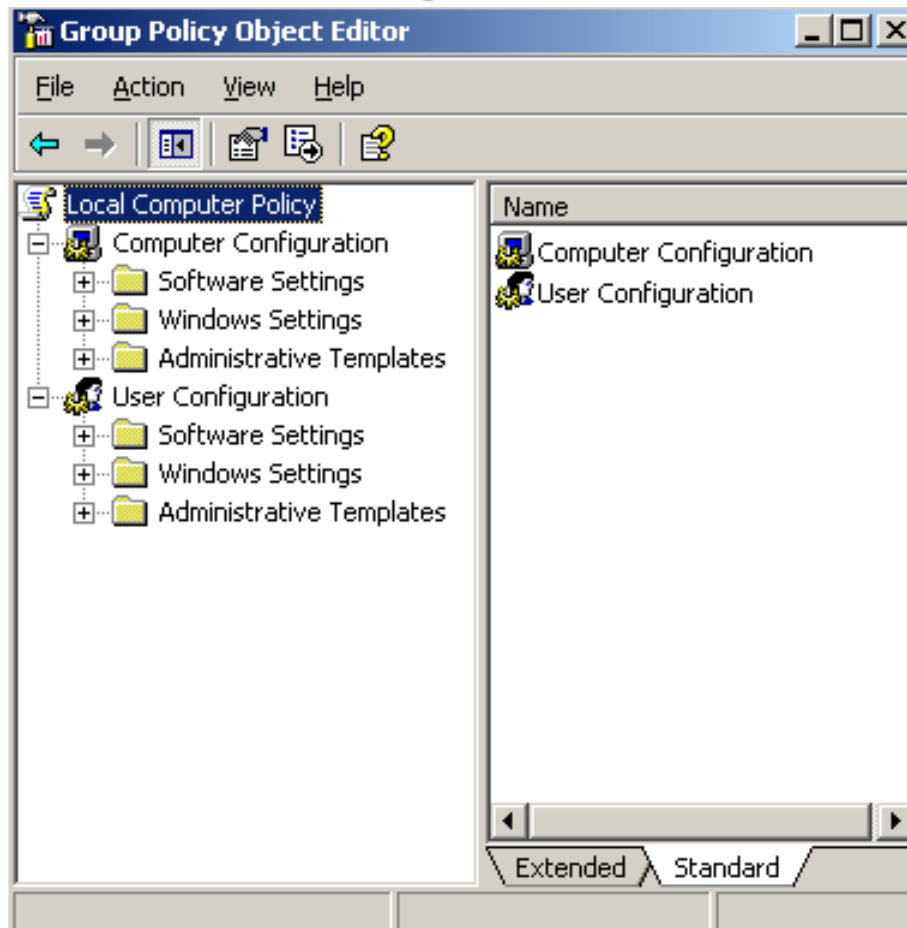 Group Policy Object Editor
File Action View Help
Local Computer Policy
Computer Configuration
Software Settings
Windows Settings
Administrative Templates
User Configuration
Software Settings
Windows Settings
Administrative Templates
Name
Computer Configuration
User Configuration
Extended Standard